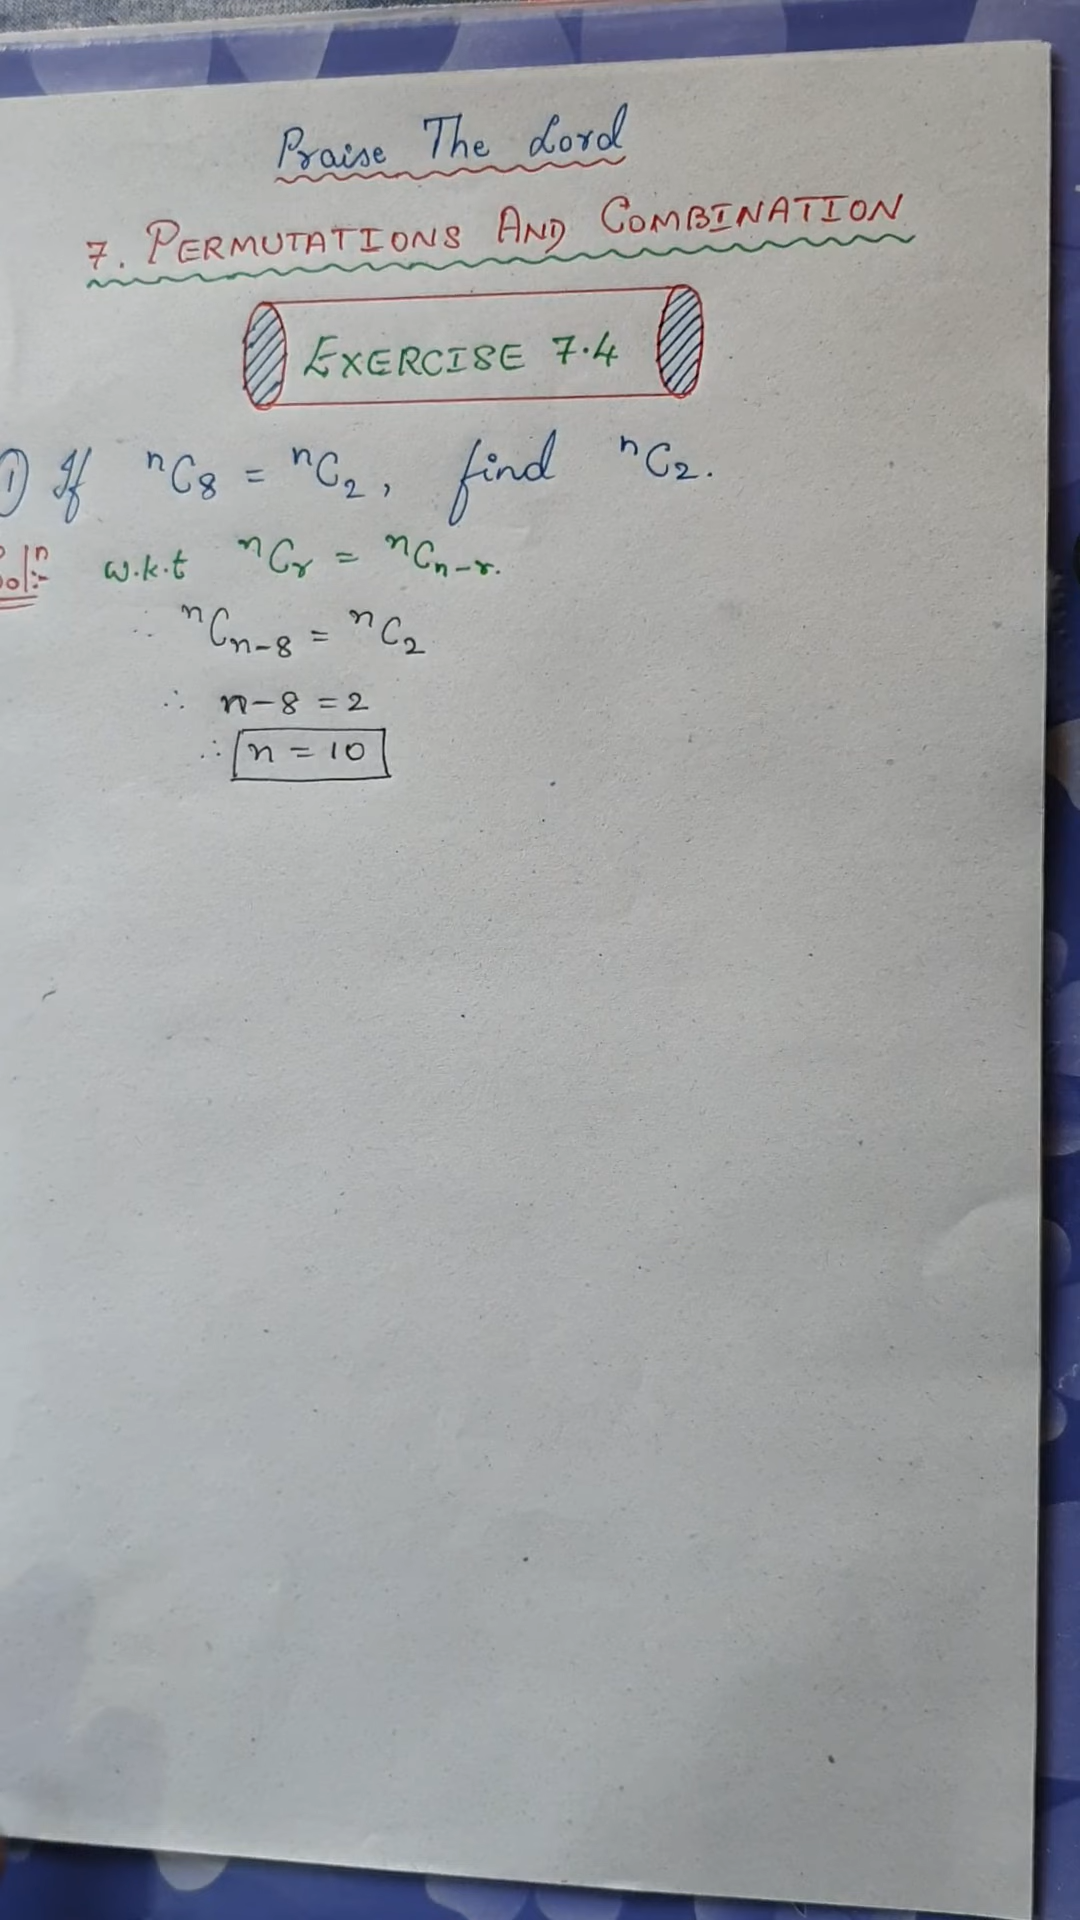 Praise The Lord
7. PERMUTATIONS AND COMBINATION
EXERCISE 7.4
1) If ⁿC₈ = ⁿC₂, find ⁿC₂.
Solⁿ:- w.k.t ⁿCᵣ = ⁿCₙ₋ᵣ.
∴ ⁿCₙ₋₈ = ⁿC₂
∴ n-8 = 2
∴ n = 10